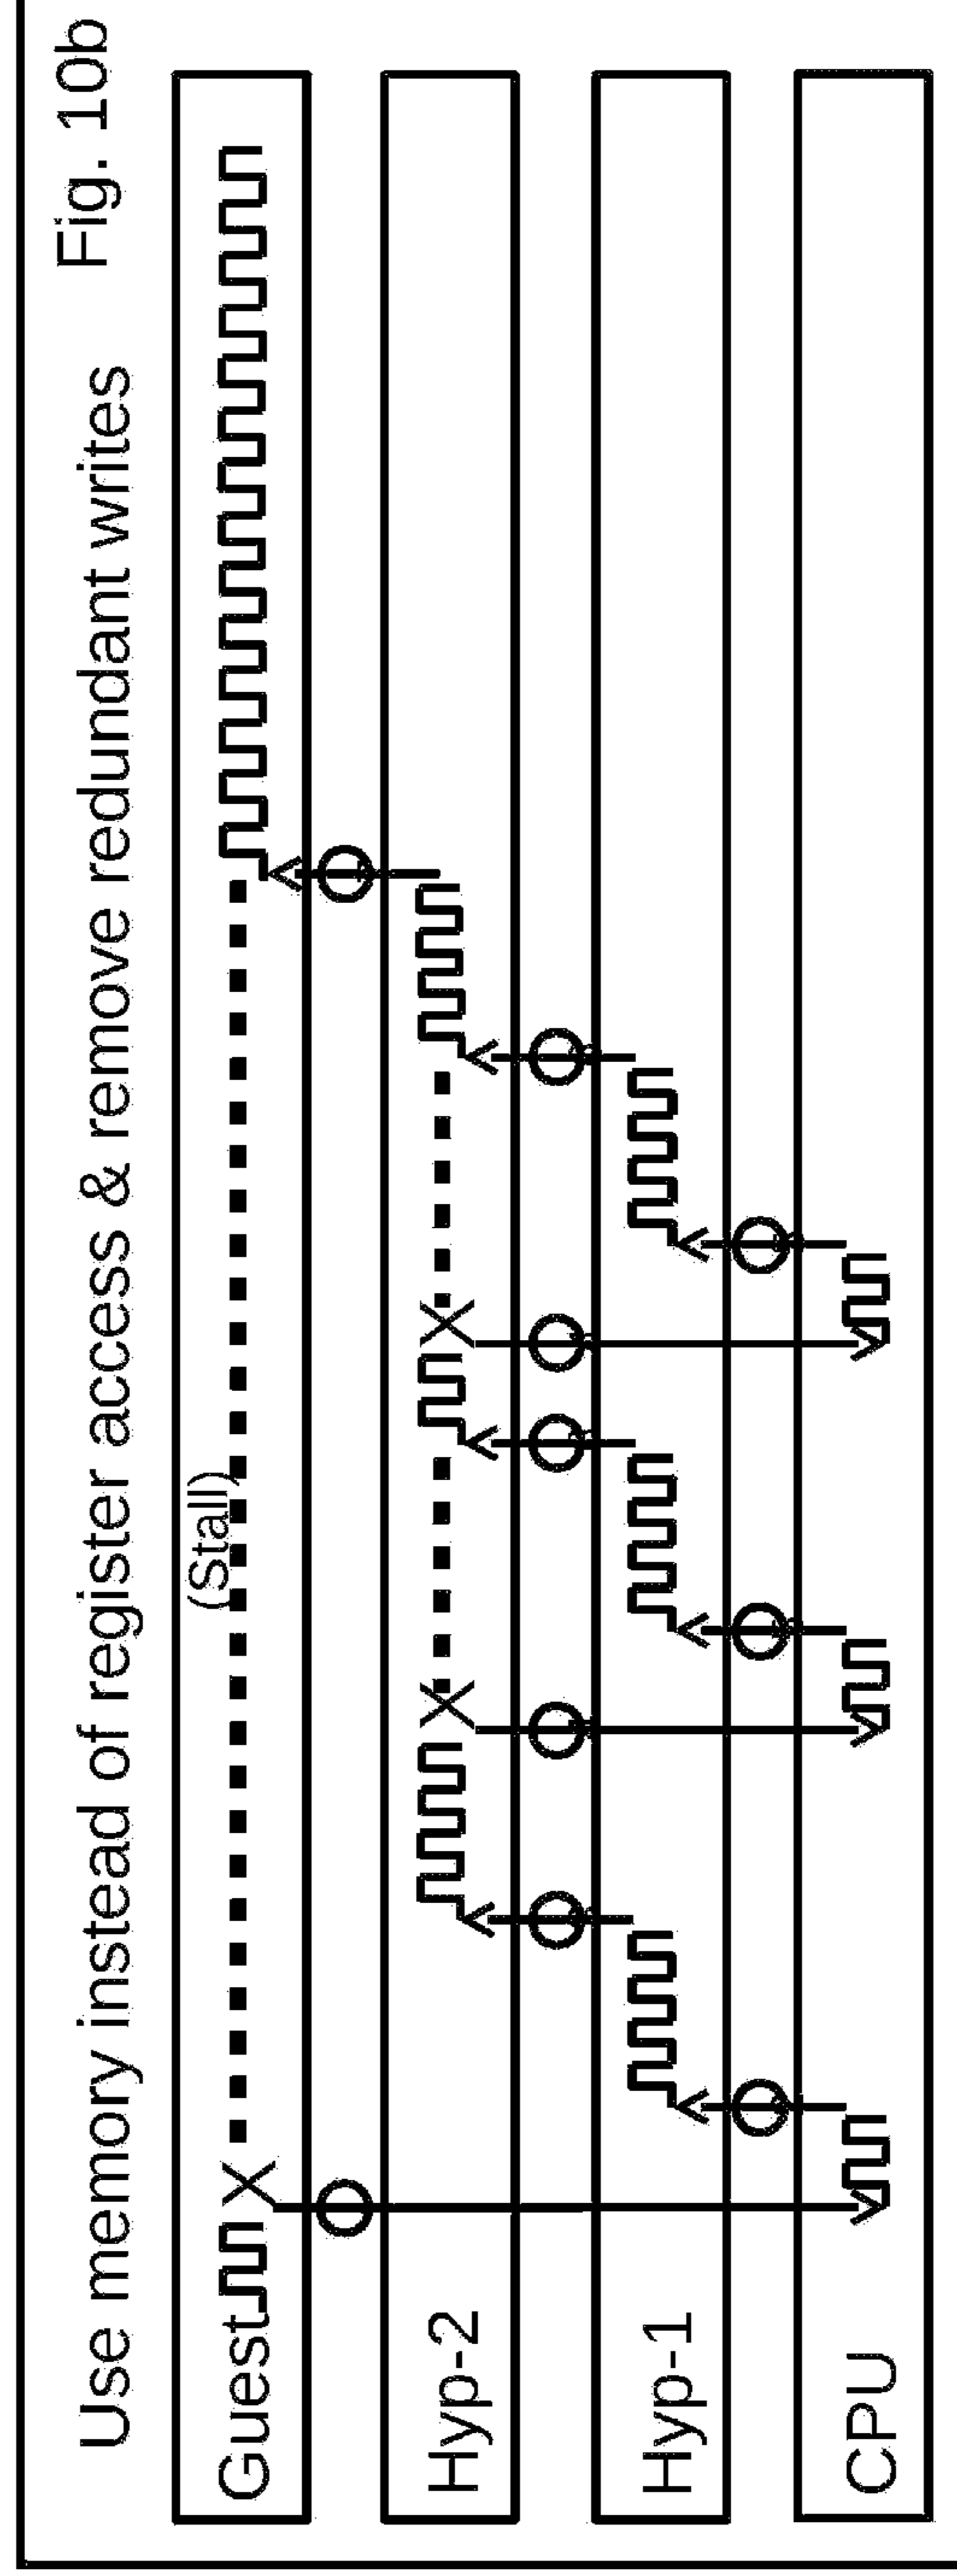 Use memory instead of register access & remove redundant writes Fig. 10b
Guest
(Stall)
Hyp-2
Hyp-1
CPU